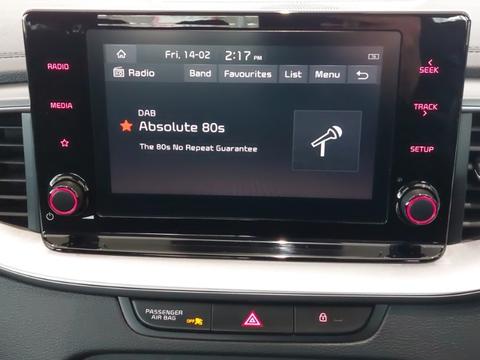 Fri, 14-02 2:17 PM
RADIO
Radio Band Favourites List Menu
SEEK
MEDIA
DAB
Absolute 80s
TRACK
The 80s No Repeat Guarantee
SETUP
PASSENGER
AIR BAG OFF